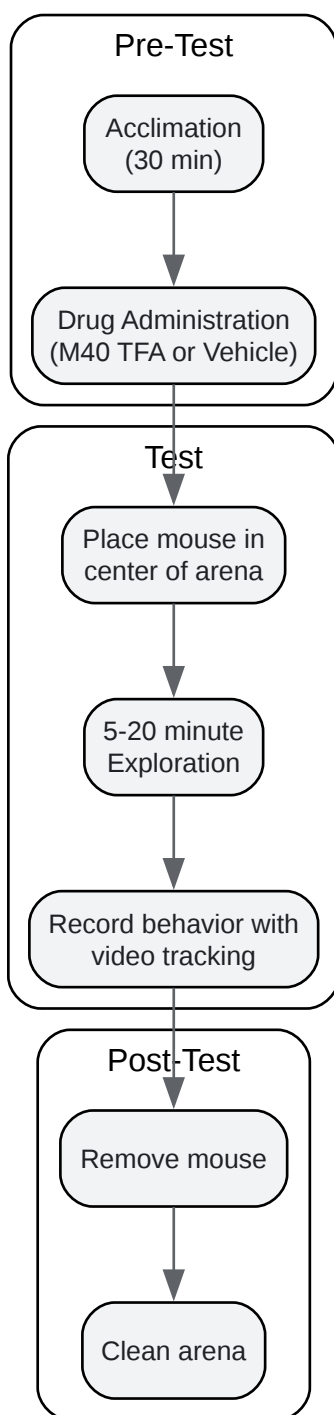 Pre-Test
Acclimation
(30 min)
Drug Administration
(M40 TFA or Vehicle)
Test
Place mouse in
center of arena
5-20 minute
Exploration
Record behavior with
video tracking
Post-Test
Remove mouse
Clean arena